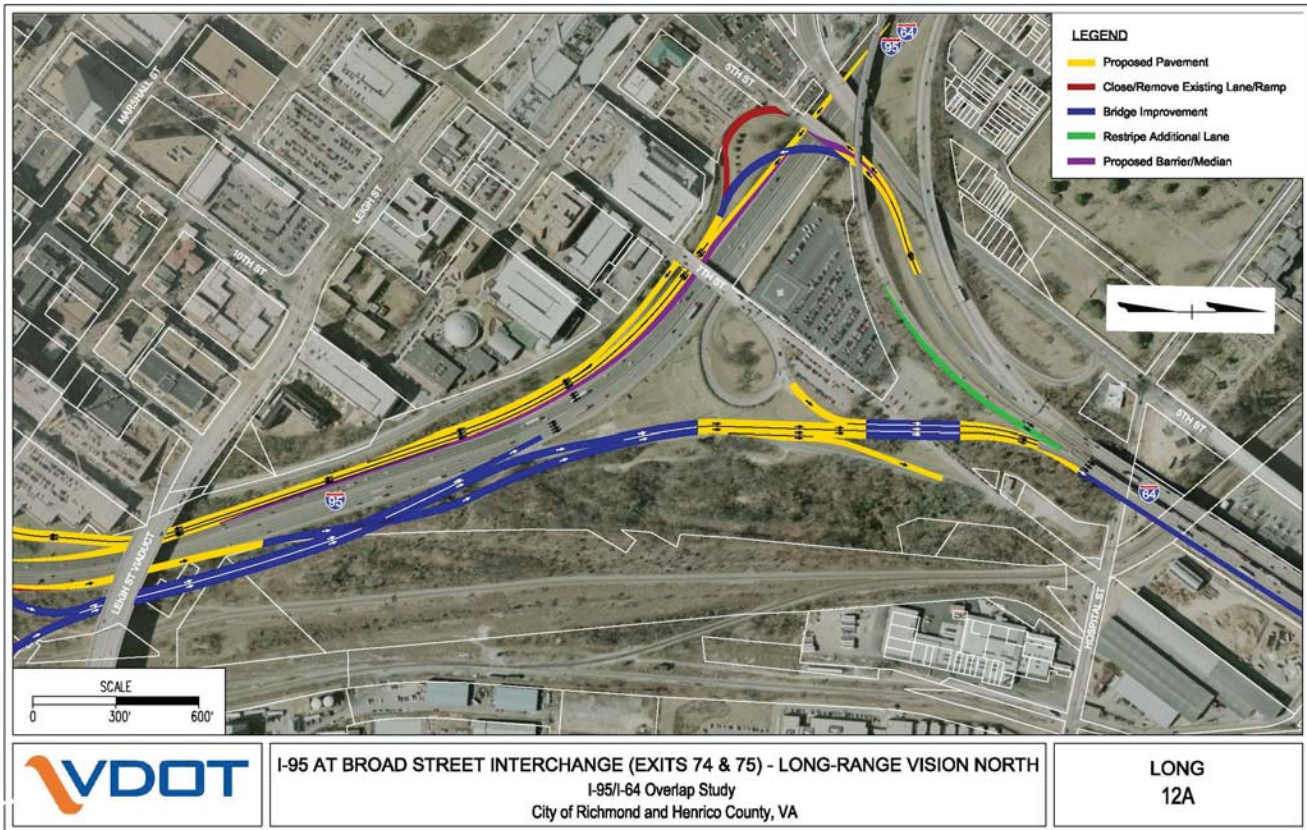 LEGEND
Proposed Pavement
Close/Remove Existing Lane/Ramp
Bridge Improvement
Restripe Additional Lane
Proposed Barrier/Median
64
95
5TH ST
MARSHALL ST
LEIGH ST
10TH ST
7TH ST
5TH ST
95
64
LEIGH ST VIADUCT
HOSPITAL ST
SCALE
0 300' 600'
VDOT
I-95 AT BROAD STREET INTERCHANGE (EXITS 74 & 75) - LONG-RANGE VISION NORTH
I-95/I-64 Overlap Study
City of Richmond and Henrico County, VA
LONG
12A